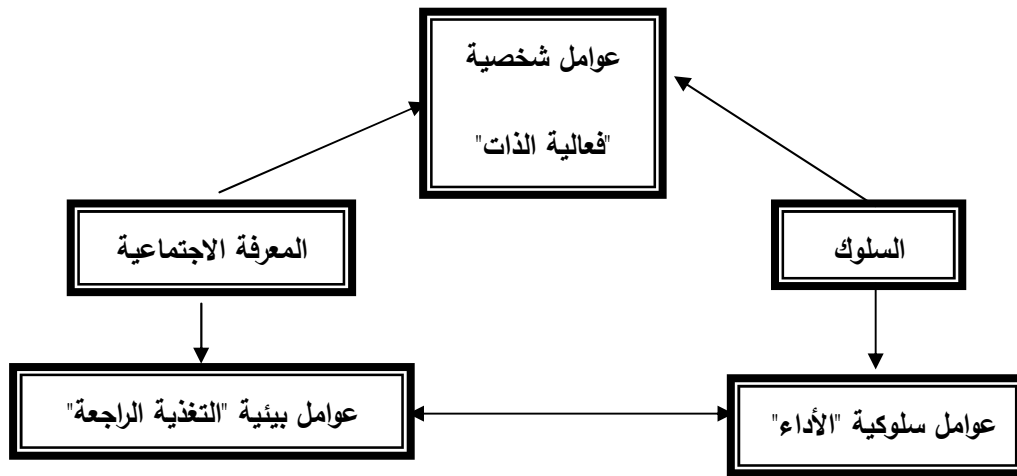 عوامل شخصية
"فعالية الذات"
السلوك
المعرفة الاجتماعية
عوامل سلوكية "الأداء"
عوامل بيئية "التغذية الراجعة"